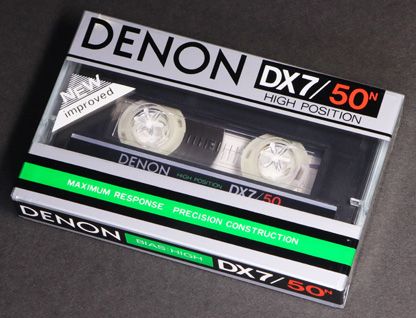 DENON DX7/50N
HIGH POSITION
NEW
improved
DENON HIGH POSITION DX7/50
MAXIMUM RESPONSE PRECISION CONSTRUCTION
DENON BIAS:HIGH DX7/50N